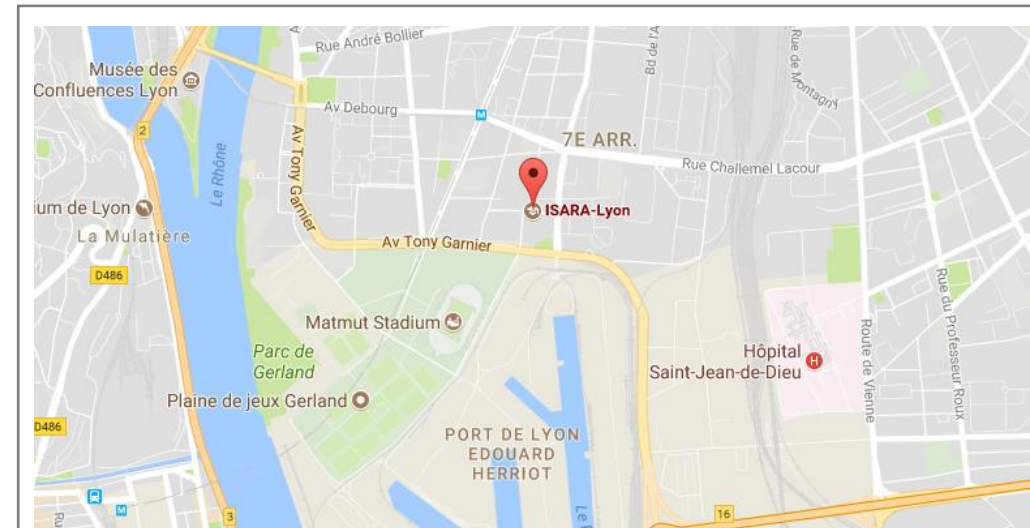 Rue André Bollier
Musée des
Confluences Lyon
Av Debourg
M
Bd de l'A
Rue de Montagny
2
Le Rhône
Av Tony Garnier
7E ARR.
Rue Challemel Lacour
ium de Lyon
ISARA-Lyon
La Mulatière
Av Tony Garnier
D486
Matmut Stadium
Parc de
Gerland
Hôpital
Saint-Jean-de-Dieu
H
Route de Vienne
Rue du Professeur Roux
Plaine de jeux Gerland
D486
PORT DE LYON
EDOUARD
HERRIOT
M
3
16
Le
Ru